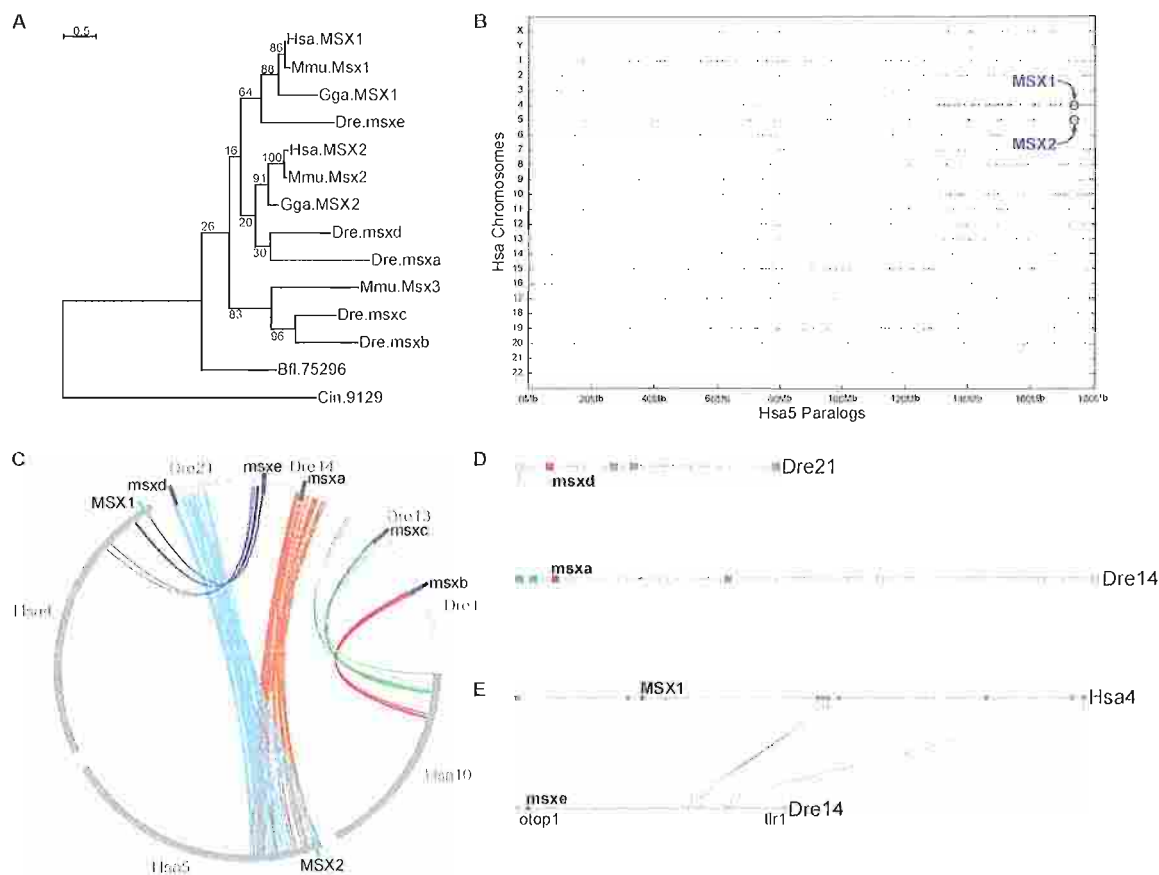 A
0.5
86
Hsa.MSX1
Mmu.Msx1
88
Gga.MSX1
64
Dre.msxe
16
100
Hsa.MSX2
Mmu.Msx2
91
Gga.MSX2
20
Dre.msxd
30
Dre.msxa
26
Mmu.Msx3
83
Dre.msxc
96
Dre.msxb
Bfl.75296
Cin.9129
B
Hsa Chromosomes
X
Y
1
2
3
4
5
6
7
8
9
10
11
12
13
14
15
16
17
18
19
20
21
22
MSX1
MSX2
Hsa5 Paralogs
C
Dre21
msxe
Dre14
msxd
msxa
MSX1
Dre13
msxc
msxb
Dre1
Hsa4
Hsa10
Hsa5
MSX2
D
Dre21
msxd
msxa
Dre14
E
MSX1
Hsa4
msxe
Dre14
otop1
tlr1